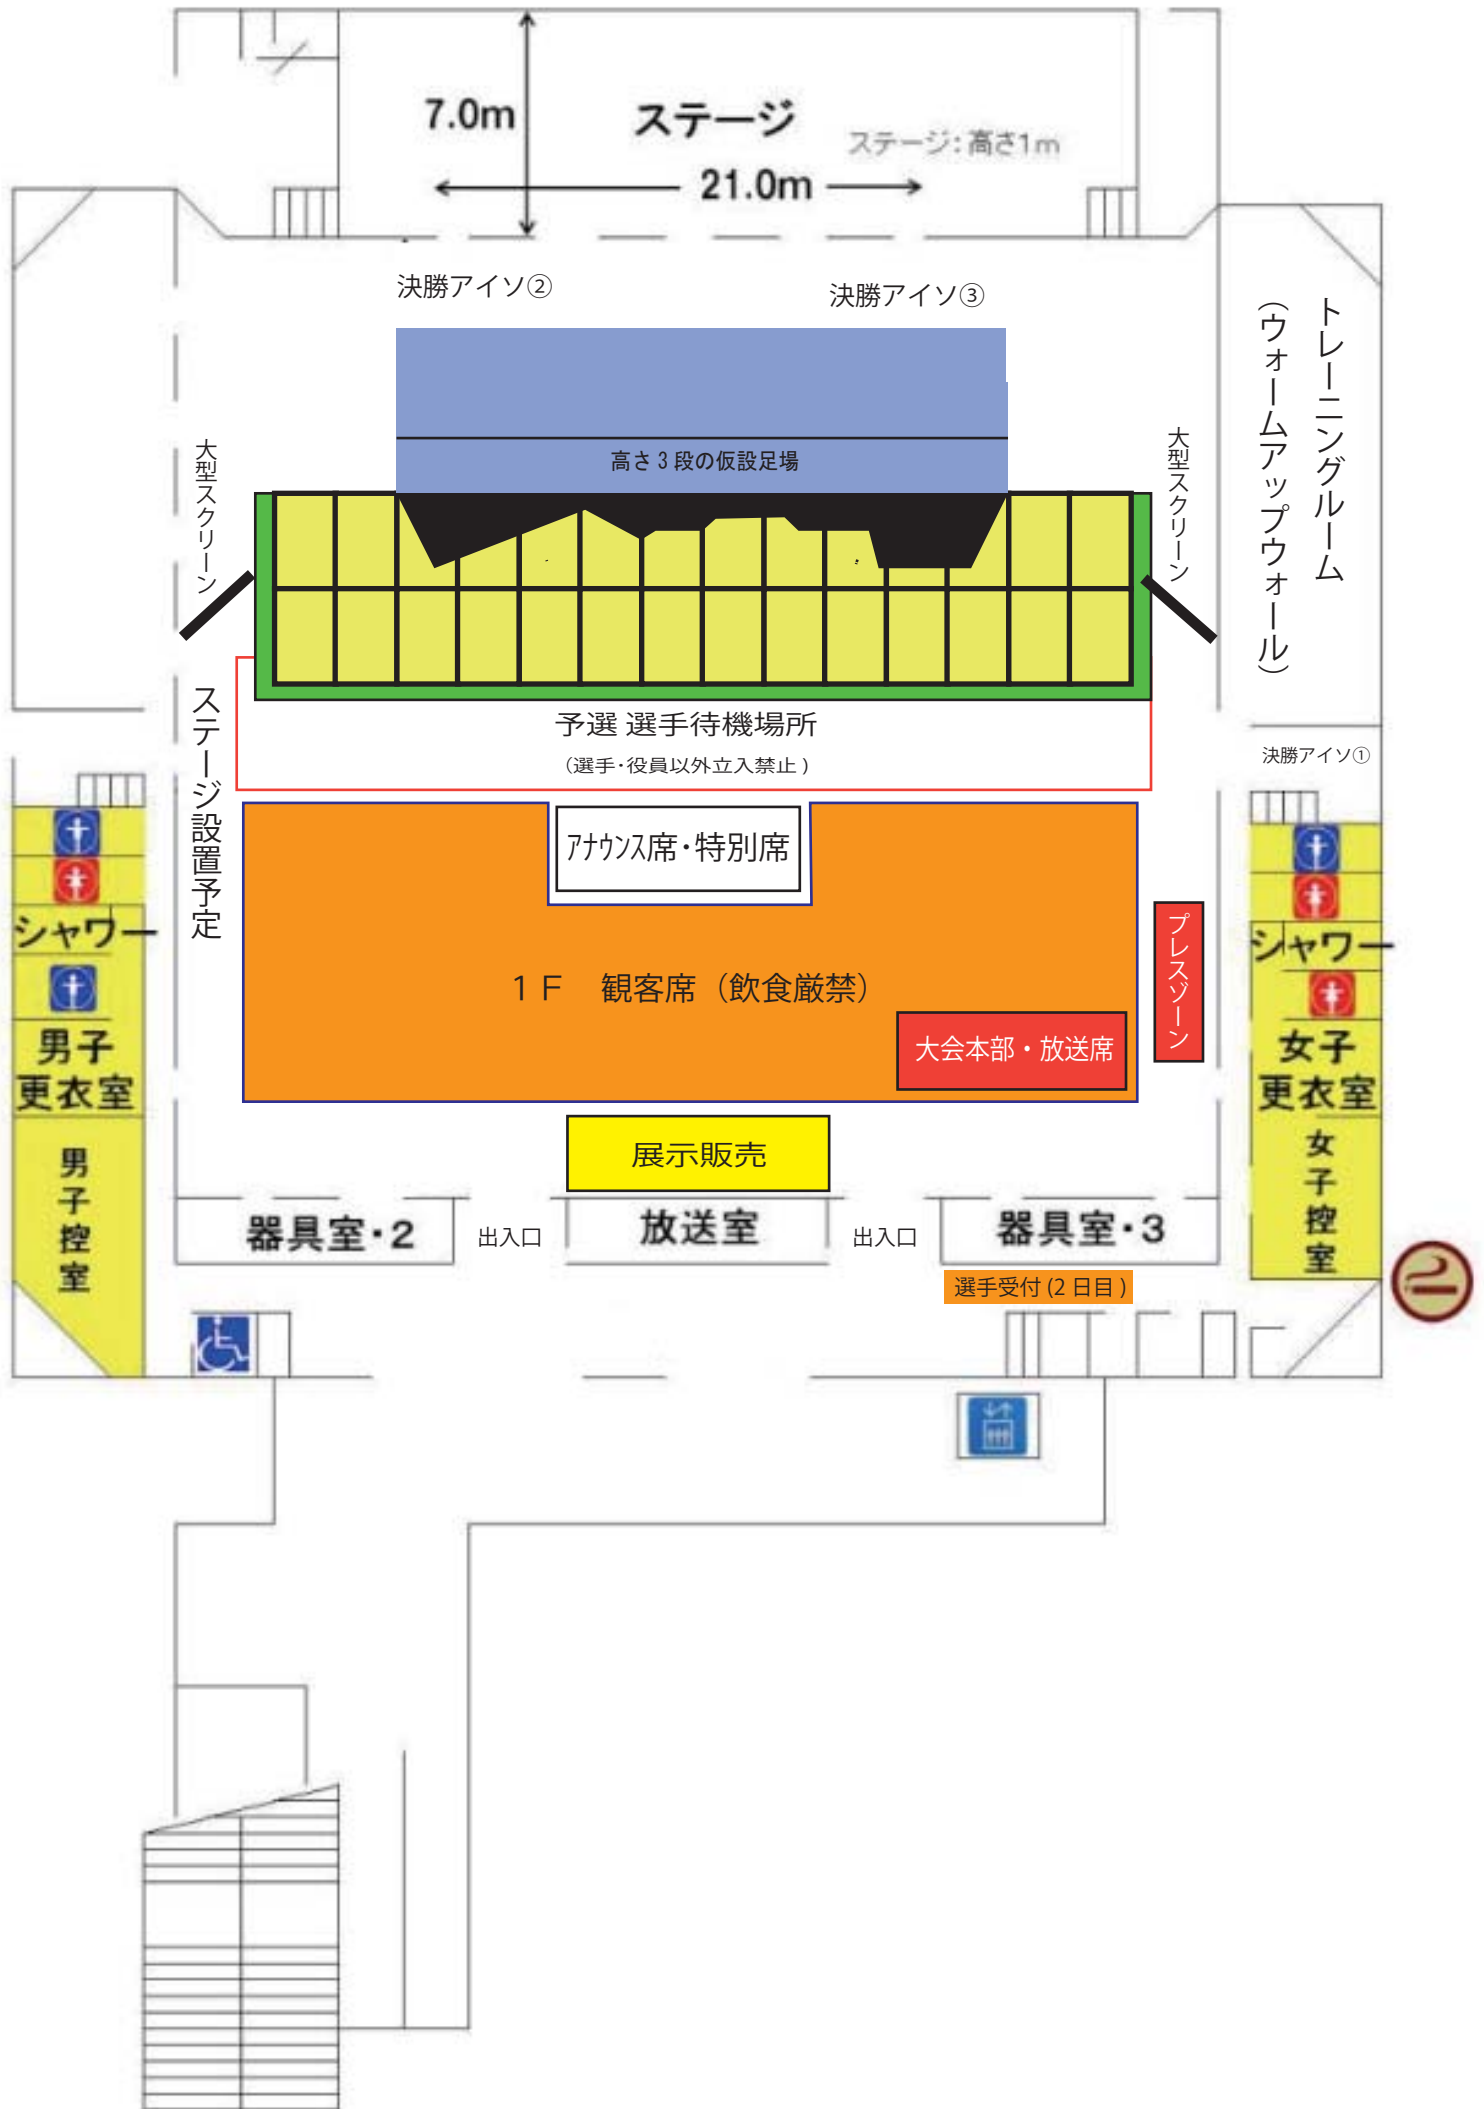 7.0m
ステージ
ステージ：高さ1m
21.0m
決勝アイソ②
決勝アイソ③
トレーニングルーム
（ウォームアップウォール）
大型スクリーン
高さ3段の仮設足場
大型スクリーン
ステージ設置予定
予選 選手待機場所
（選手・役員以外立入禁止）
決勝アイソ①
アナウンス席・特別席
シャワー
男子
更衣室
男子控室
1F 観客席（飲食厳禁）
プレスゾーン
大会本部・放送席
シャワー
女子
更衣室
女子控室
展示販売
器具室・2
出入口
放送室
出入口
器具室・3
選手受付(2日目)